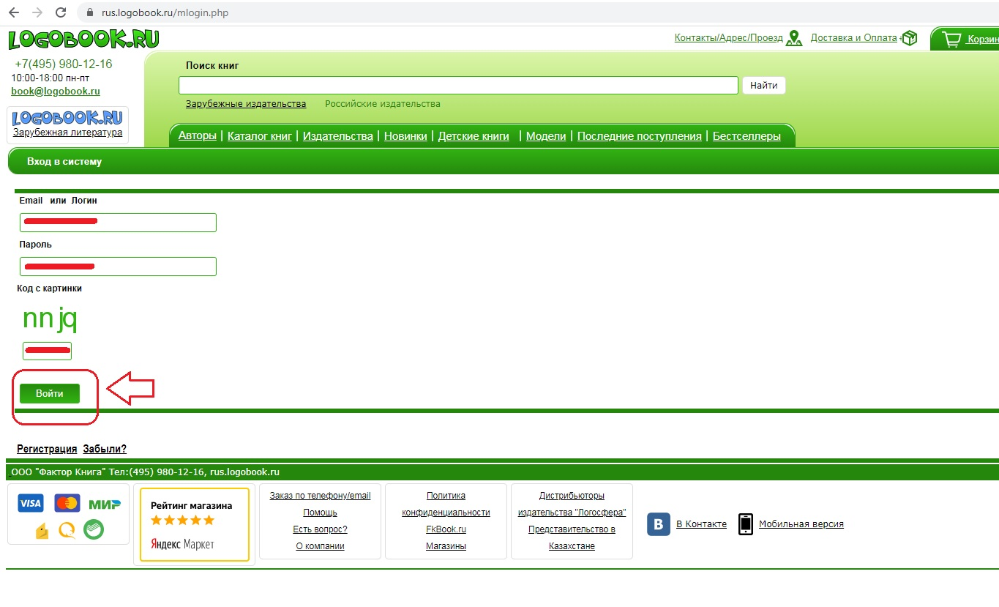 rus.logobook.ru/mlogin.php
LOGOBOOK.RU
Контакты/Адрес/Проезд Доставка и Оплата Корзин
+7(495) 980-12-16
10:00-18:00 пн-пт
book@logobook.ru
LOGOBOOK.RU
Зарубежная литература
Поиск книг
Найти
Зарубежные издательства Российские издательства
Авторы | Каталог книг | Издательства | Новинки | Детские книги | Модели | Последние поступления | Бестселлеры
Вход в систему
Email или Логин
Пароль
Код с картинки
nnjq
Войти
Регистрация Забыли?
ООО "Фактор Книга" Тел:(495) 980-12-16, rus.logobook.ru
VISA МИР
Рейтинг магазина
Яндекс Маркет
Заказ по телефону/email
Помощь
Есть вопрос?
О компании
Политика
конфиденциальности
FkBook.ru
Магазины
Дистрибьюторы
издательства "Логосфера"
Представительство в
Казахстане
В В Контакте
Мобильная версия